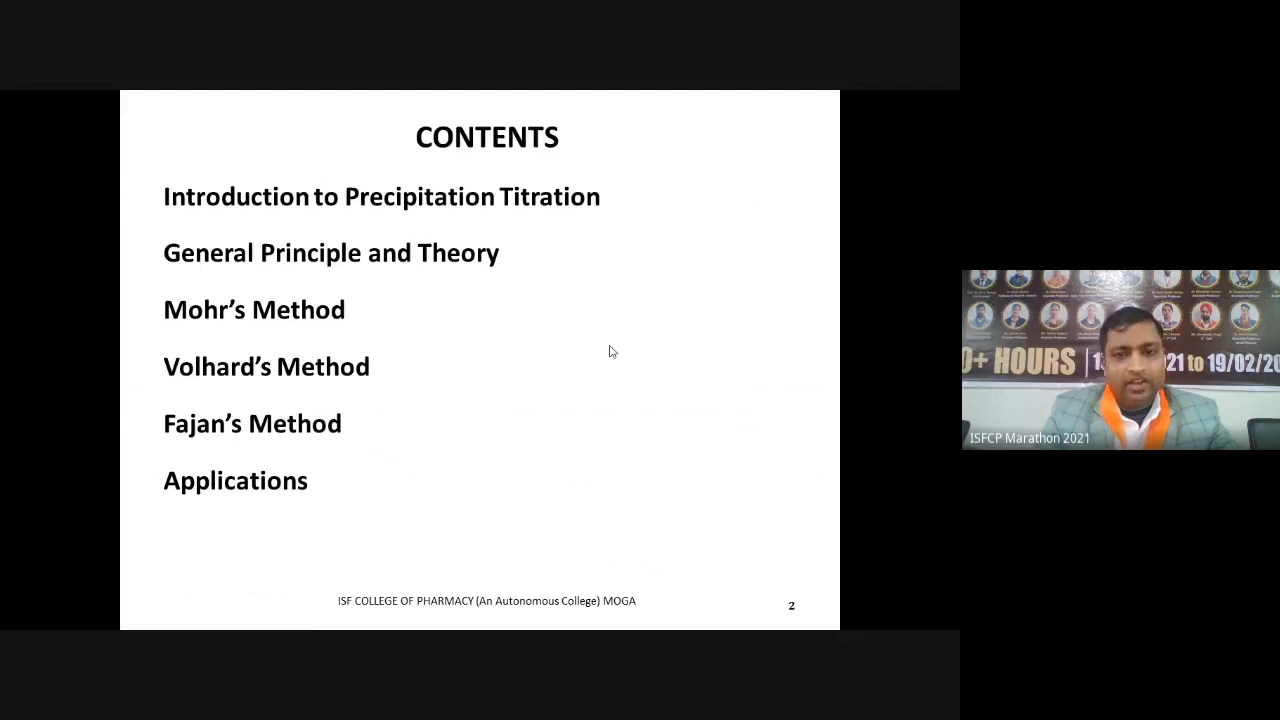 CONTENTS
Introduction to Precipitation Titration
General Principle and Theory
Mohr's Method
Volhard's Method
Fajan's Method
Applications
ISF COLLEGE OF PHARMACY (An Autonomous College) MOGA
2
0+ HOURS
21 to 19/02/20
ISFCP Marathon 2021